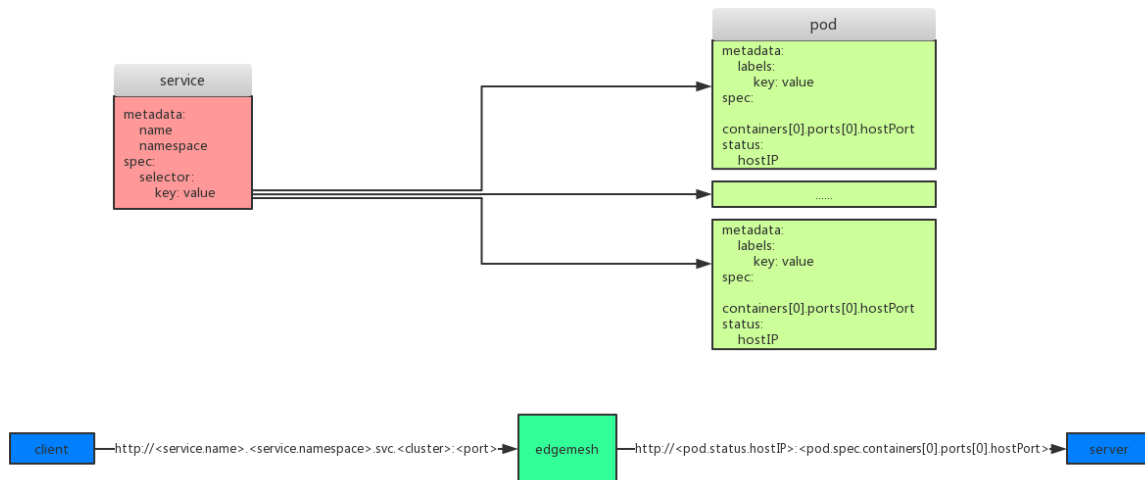 pod
metadata:
labels:
key: value
spec:
containers[0].ports[0].hostPort
status:
hostIP
service
metadata:
name
namespace
spec:
selector:
key: value
......
metadata:
labels:
key: value
spec:
containers[0].ports[0].hostPort
status:
hostIP
client
http://<service.name>.<service.namespace>.svc.<cluster>:<port>
edgemesh
http://<pod.status.hostIP>:<pod.spec.containers[0].ports[0].hostPort>
server